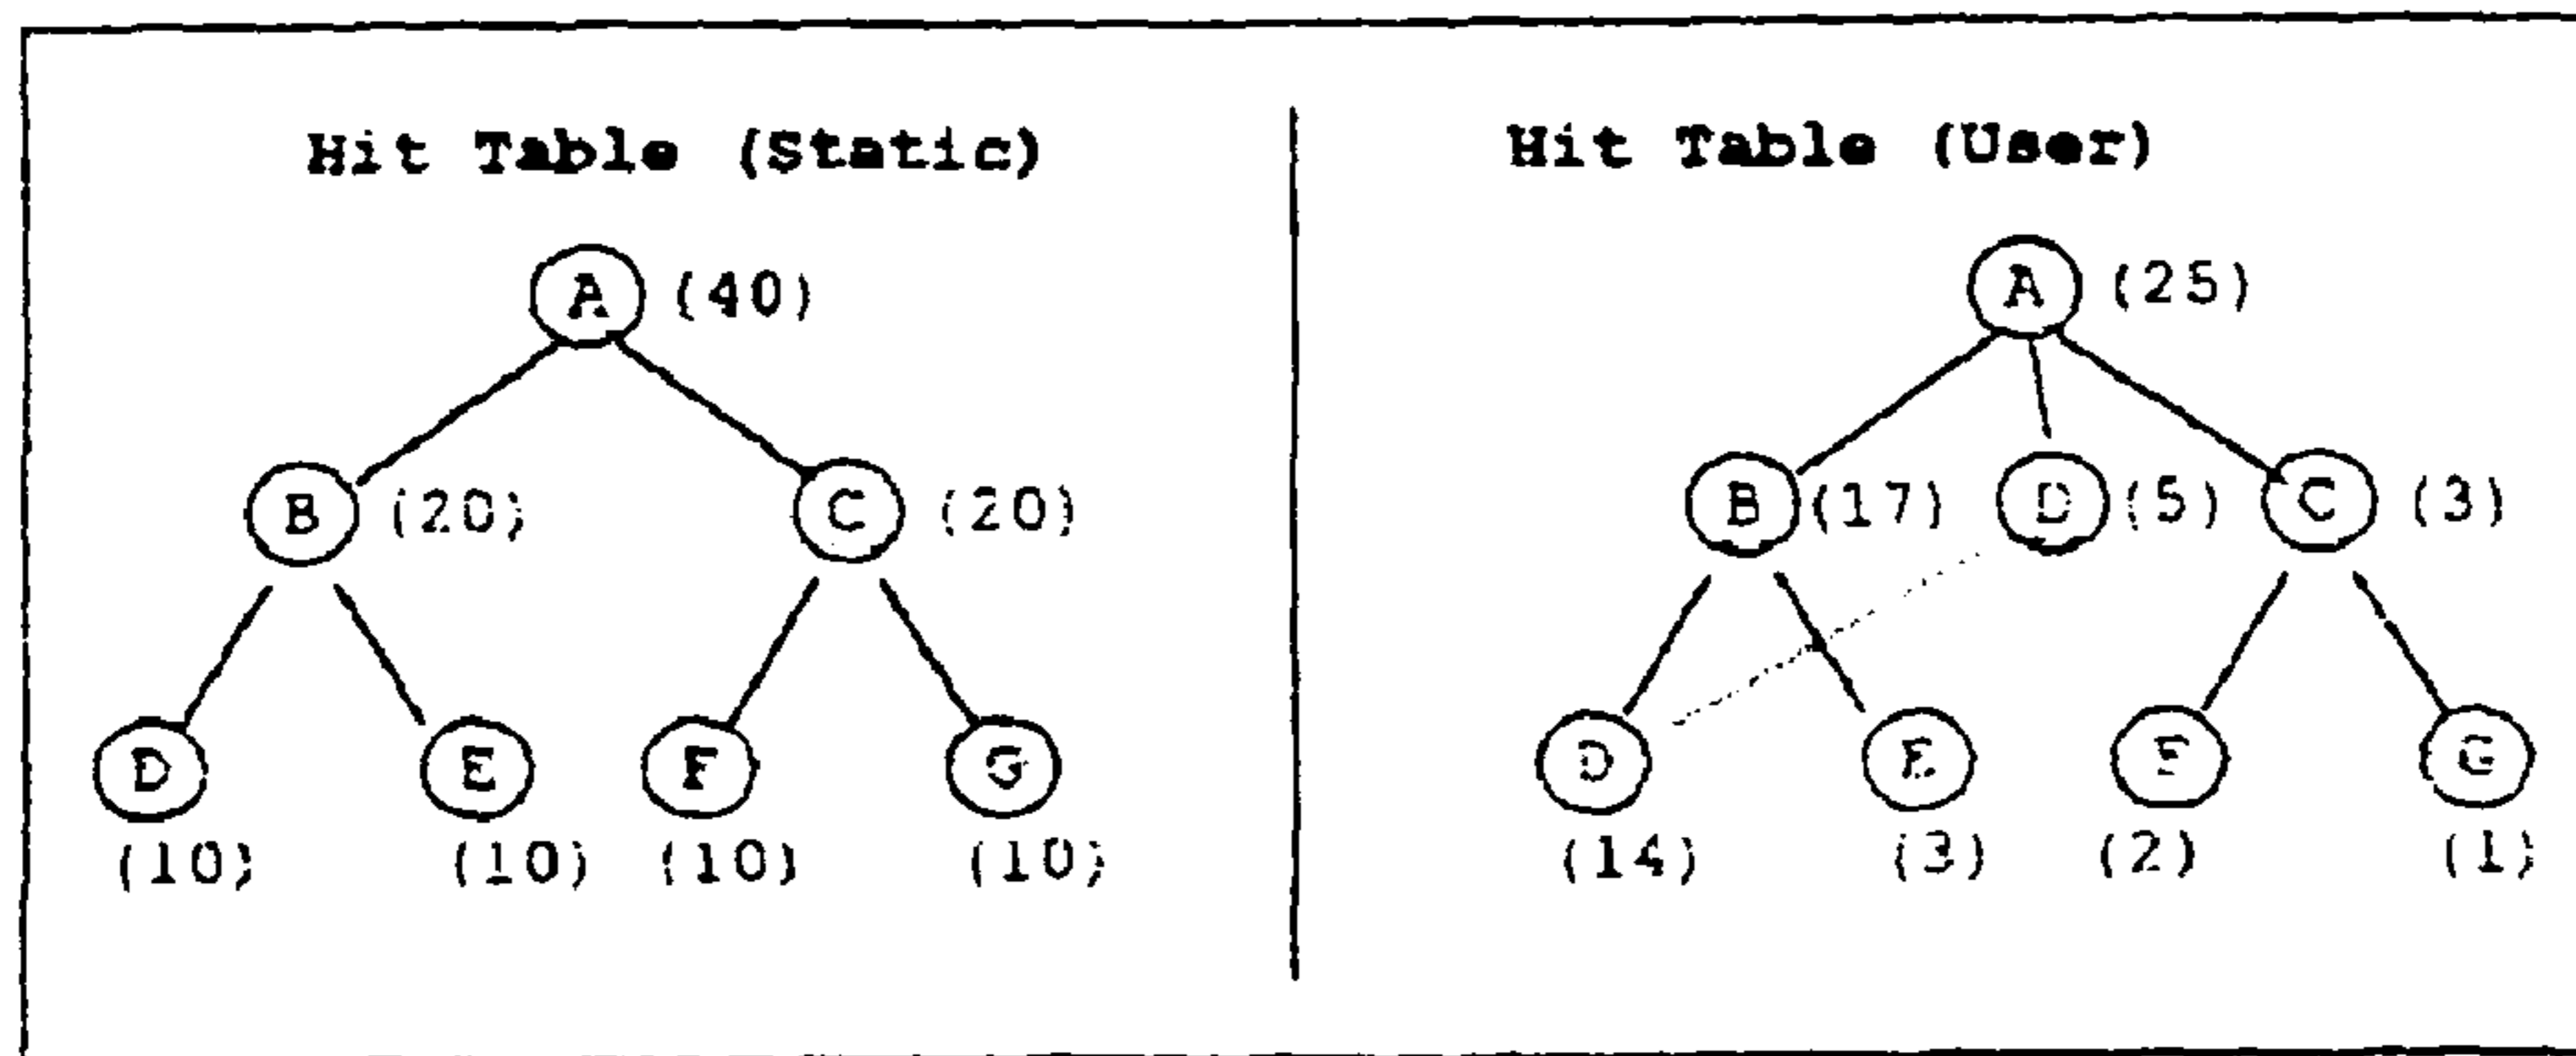 Hit Table (Static)
A (40)
B (20)
C (20)
D
E
F
G
(10)
(10)
(10)
(10)
Hit Table (User)
A (25)
B (17)
D (5)
C (3)
D
E
F
G
(14)
(3)
(2)
(1)